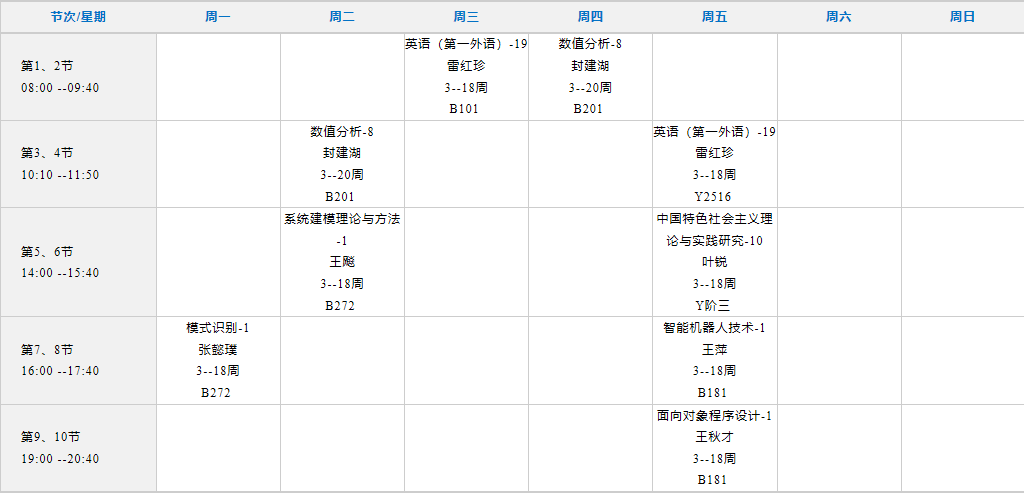 节次/星期 周一 周二 周三 周四 周五 周六 周日
第1、2节
08:00 --09:40
英语（第一外语）-19
雷红珍
3--18周
B101
数值分析-8
封建湖
3--20周
B201
第3、4节
10:10 --11:50
数值分析-8
封建湖
3--20周
B201
英语（第一外语）-19
雷红珍
3--18周
Y2516
第5、6节
14:00 --15:40
系统建模理论与方法
-1
王飚
3--18周
B272
中国特色社会主义理
论与实践研究-10
叶锐
3--18周
Y阶三
第7、8节
16:00 --17:40
模式识别-1
张懿璞
3--18周
B272
智能机器人技术-1
王萍
3--18周
B181
第9、10节
19:00 --20:40
面向对象程序设计-1
王秋才
3--18周
B181